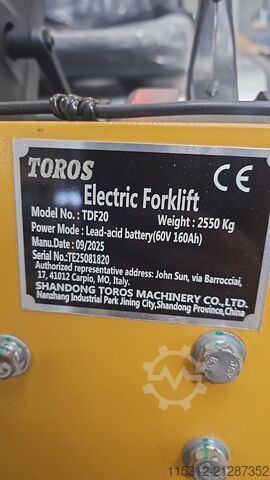 TOROS CE
Electric Forklift
Model No. : TDF20 Weight : 2550 Kg
Power Mode : Lead-acid battery(60V 160Ah)
Manu.Date : 09/2025
Serial No.:TE25081820
Authorized representative address: John Sun, via Barrocciai,
17, 41012 Carpio, MO, Italy.
SHANDONG TOROS MACHINERY CO.,LTD.
Nanzhang Industrial Park Jining City,Shandong Province,China
115312-21287352